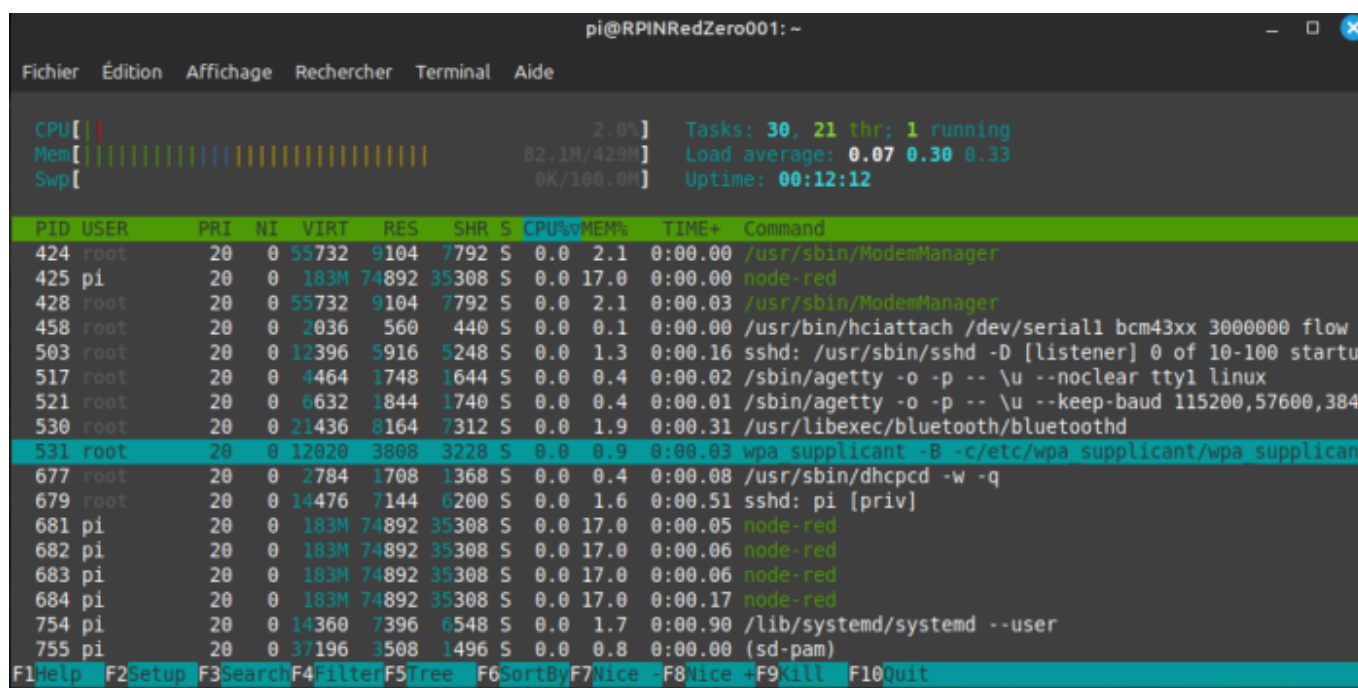 pi@RPINRedZero001: ~
Fichier Édition Affichage Rechercher Terminal Aide
CPU[|| 2.0%] Tasks: 30, 21 thr; 1 running
Mem[|||||||||||||||||||||||||||||| 82.1M/429M] Load average: 0.07 0.30 0.33
Swp[ 0K/100.0M] Uptime: 00:12:12
PID USER PRI NI VIRT RES SHR S CPU%▽MEM% TIME+ Command
424 root 20 0 55732 9104 7792 S 0.0 2.1 0:00.00 /usr/sbin/ModemManager
425 pi 20 0 183M 74892 35308 S 0.0 17.0 0:00.00 node-red
428 root 20 0 55732 9104 7792 S 0.0 2.1 0:00.03 /usr/sbin/ModemManager
458 root 20 0 2036 560 440 S 0.0 0.1 0:00.00 /usr/bin/hciattach /dev/serial1 bcm43xx 3000000 flow
503 root 20 0 12396 5916 5248 S 0.0 1.3 0:00.16 sshd: /usr/sbin/sshd -D [listener] 0 of 10-100 startu
517 root 20 0 4464 1748 1644 S 0.0 0.4 0:00.02 /sbin/agetty -o -p -- \u --noclear tty1 linux
521 root 20 0 6632 1844 1740 S 0.0 0.4 0:00.01 /sbin/agetty -o -p -- \u --keep-baud 115200,57600,384
530 root 20 0 21436 8164 7312 S 0.0 1.9 0:00.31 /usr/libexec/bluetooth/bluetoothd
531 root 20 0 12020 3808 3228 S 0.0 0.9 0:00.03 wpa_supplicant -B -c/etc/wpa_supplicant/wpa_supplican
677 root 20 0 2784 1708 1368 S 0.0 0.4 0:00.08 /usr/sbin/dhcpcd -w -q
679 root 20 0 14476 7144 6200 S 0.0 1.6 0:00.51 sshd: pi [priv]
681 pi 20 0 183M 74892 35308 S 0.0 17.0 0:00.05 node-red
682 pi 20 0 183M 74892 35308 S 0.0 17.0 0:00.06 node-red
683 pi 20 0 183M 74892 35308 S 0.0 17.0 0:00.06 node-red
684 pi 20 0 183M 74892 35308 S 0.0 17.0 0:00.17 node-red
754 pi 20 0 14360 7396 6548 S 0.0 1.7 0:00.90 /lib/systemd/systemd --user
755 pi 20 0 37196 3508 1496 S 0.0 0.8 0:00.00 (sd-pam)
F1Help F2Setup F3SearchF4FilterF5Tree F6SortByF7Nice -F8Nice +F9Kill F10Quit